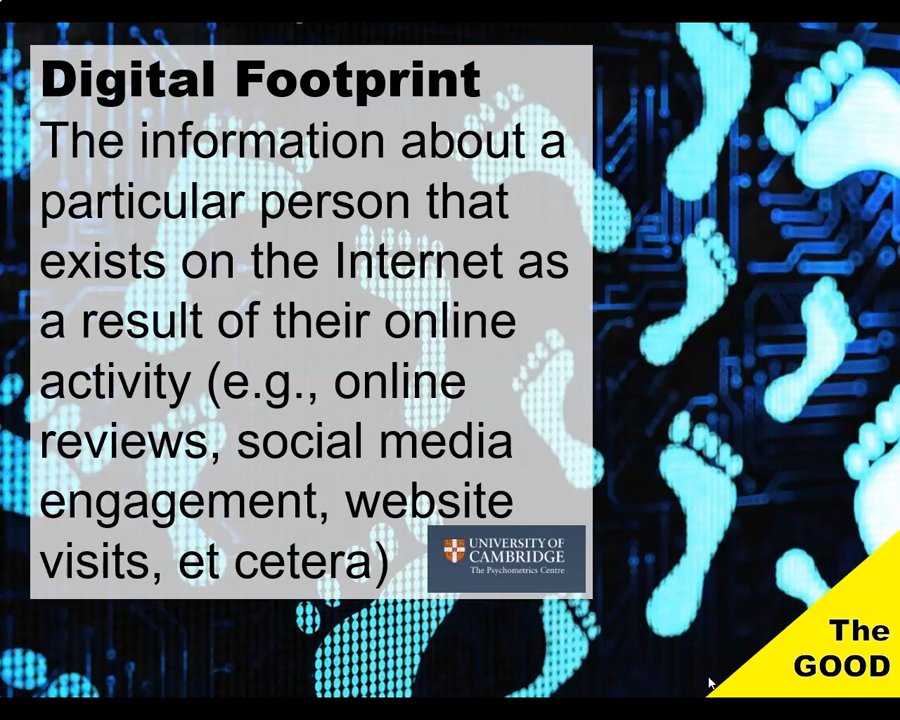 Digital Footprint
The information about a
particular person that
exists on the Internet as
a result of their online
activity (e.g., online
reviews, social media
engagement, website
visits, et cetera)
UNIVERSITY OF
CAMBRIDGE
The Psychometrics Centre
The
GOOD